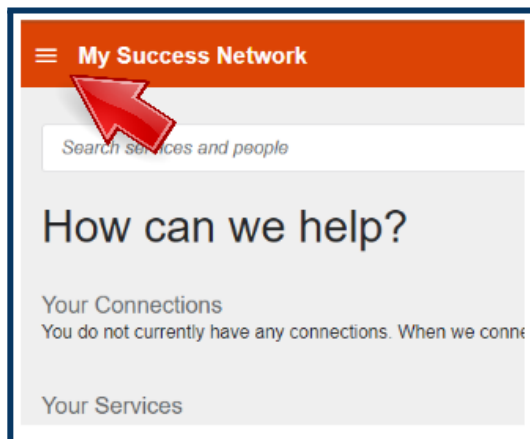 My Success Network
Search services and people
How can we help?
Your Connections
You do not currently have any connections. When we conne
Your Services